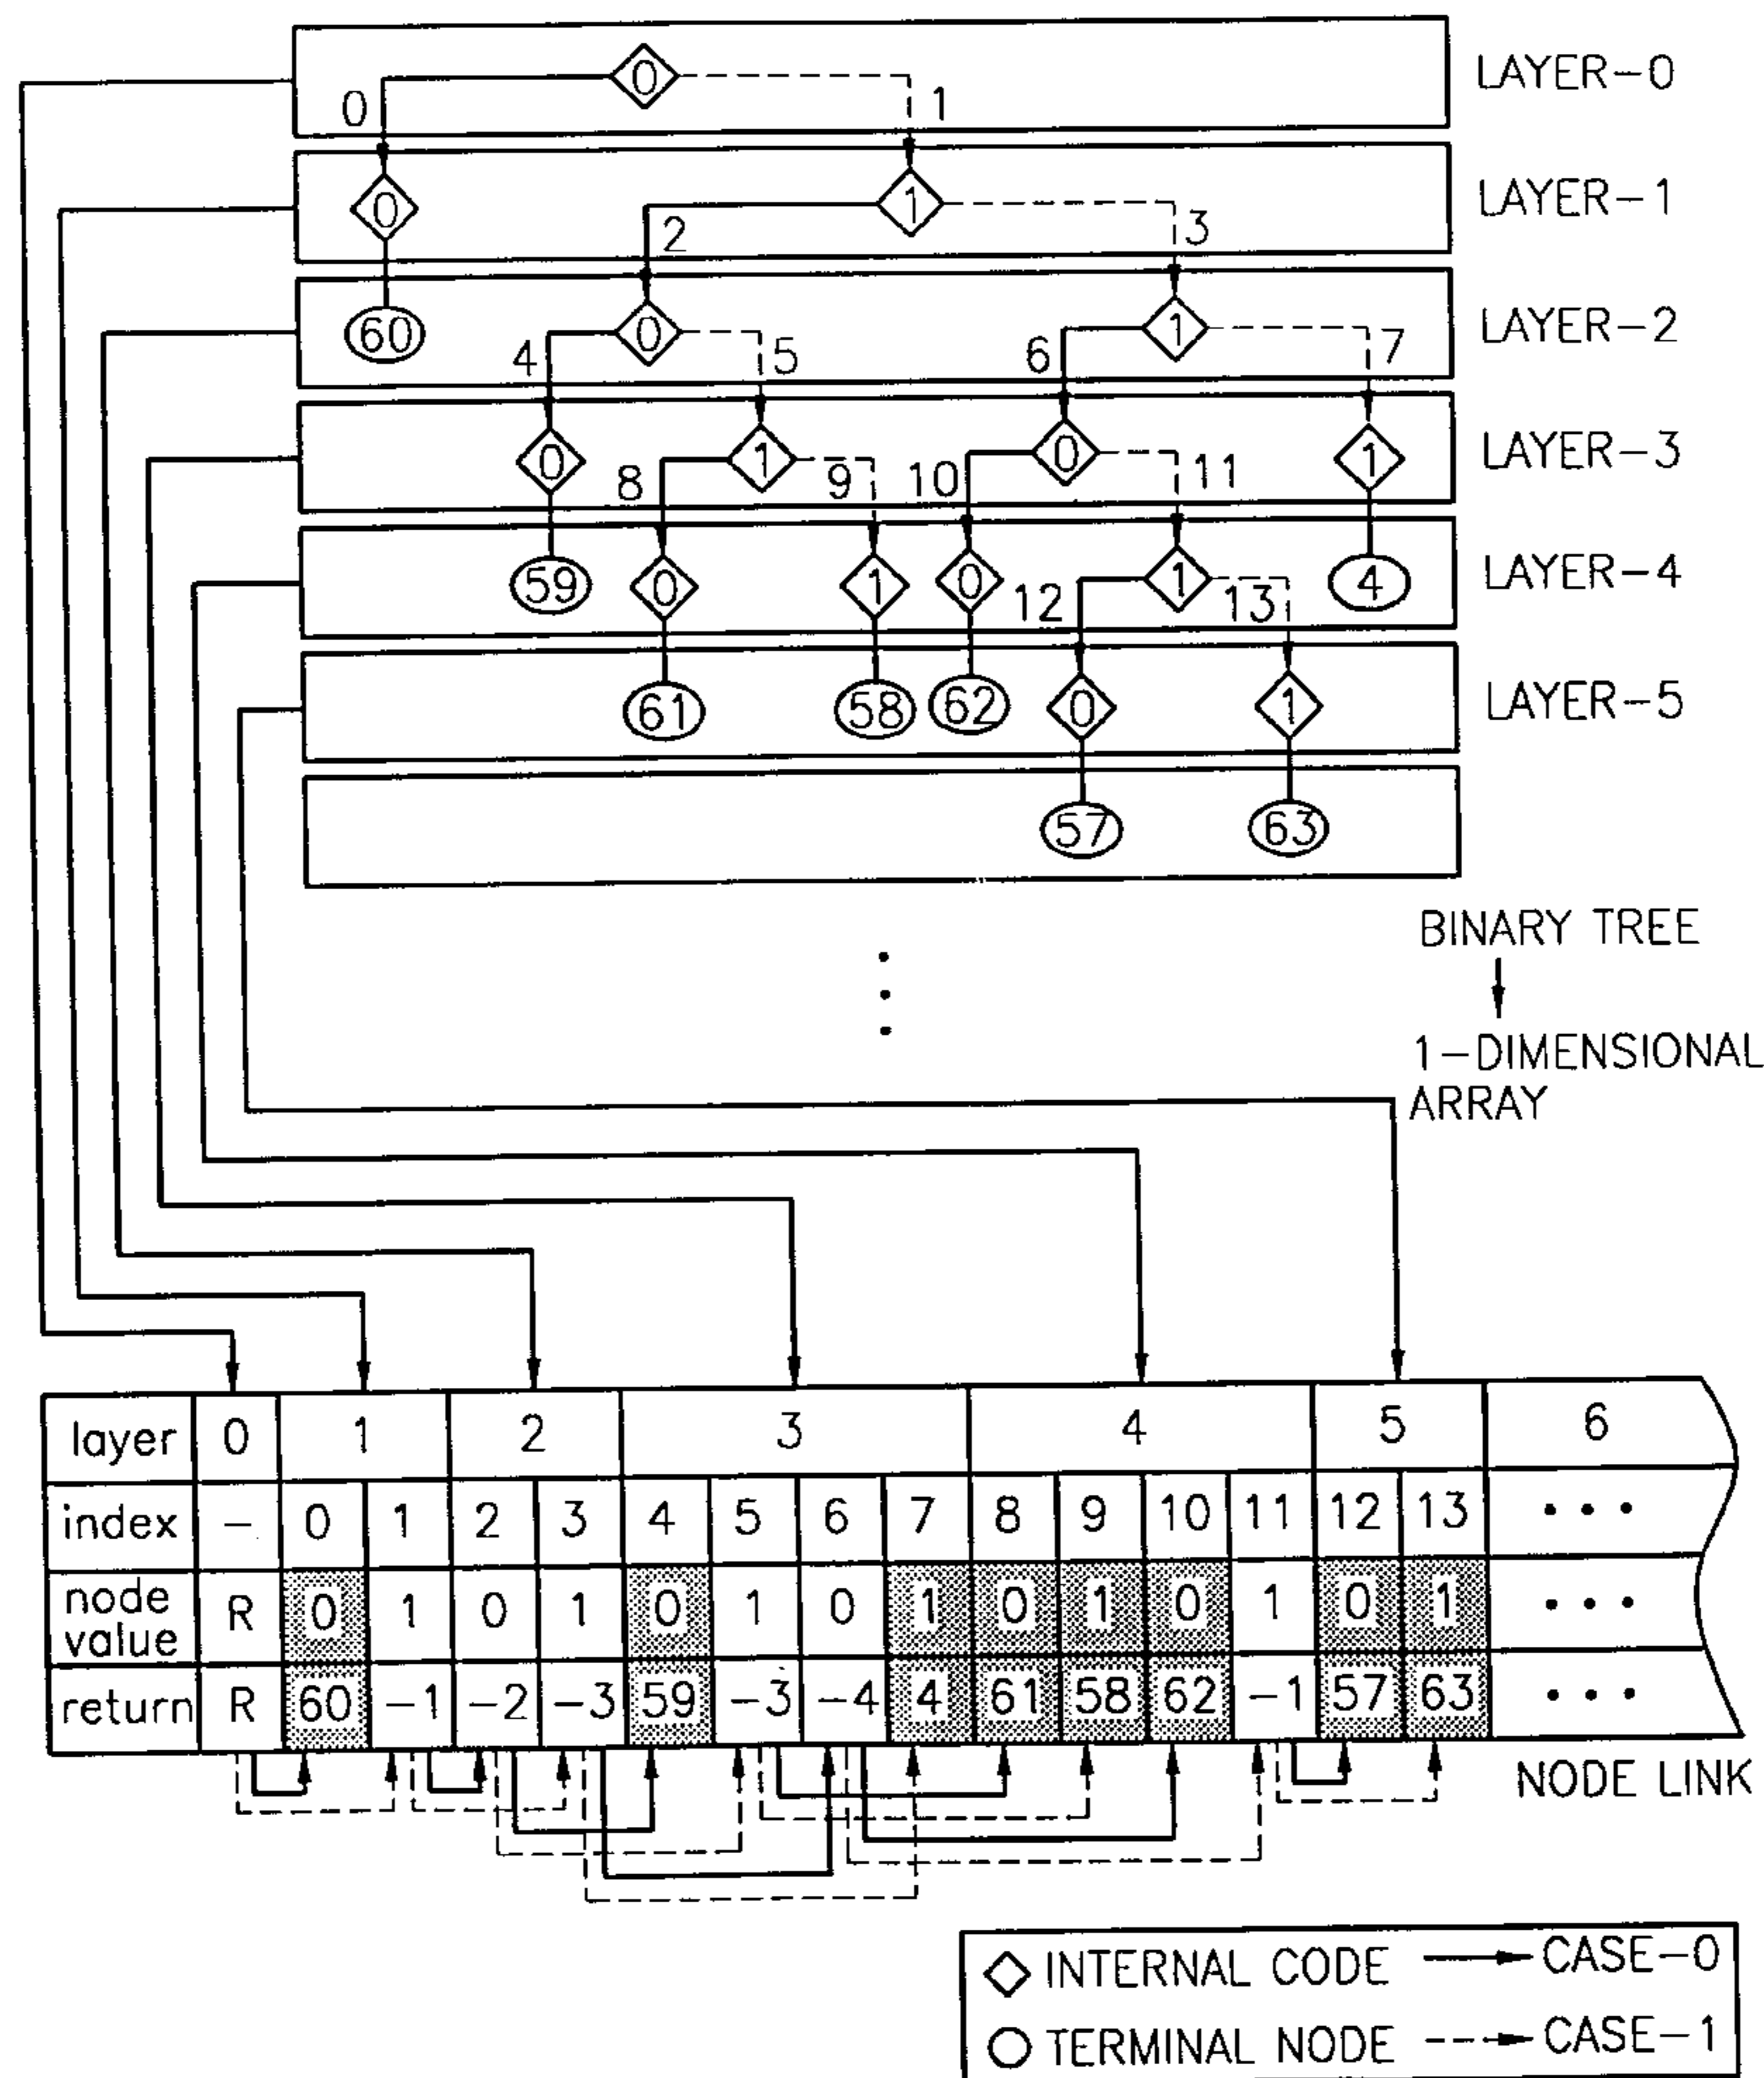 0 LAYER-0
0 1
0 1 LAYER-1
2 3
60 0 1 LAYER-2
4 5 6 7
0 1 0 1 LAYER-3
8 9 10 11
59 0 1 0 1 4 LAYER-4
12 13
61 58 62 0 1 LAYER-5
57 63
BINARY TREE
1-DIMENSIONAL
ARRAY
layer 0 1 2 3 4 5 6
index - 0 1 2 3 4 5 6 7 8 9 10 11 12 13 •••
node value R 0 1 0 1 0 1 0 1 0 1 0 1 0 1 •••
return R 60 -1 -2 -3 59 -3 -4 4 61 58 62 -1 57 63 •••
NODE LINK
INTERNAL CODE CASE-0
TERMINAL NODE CASE-1